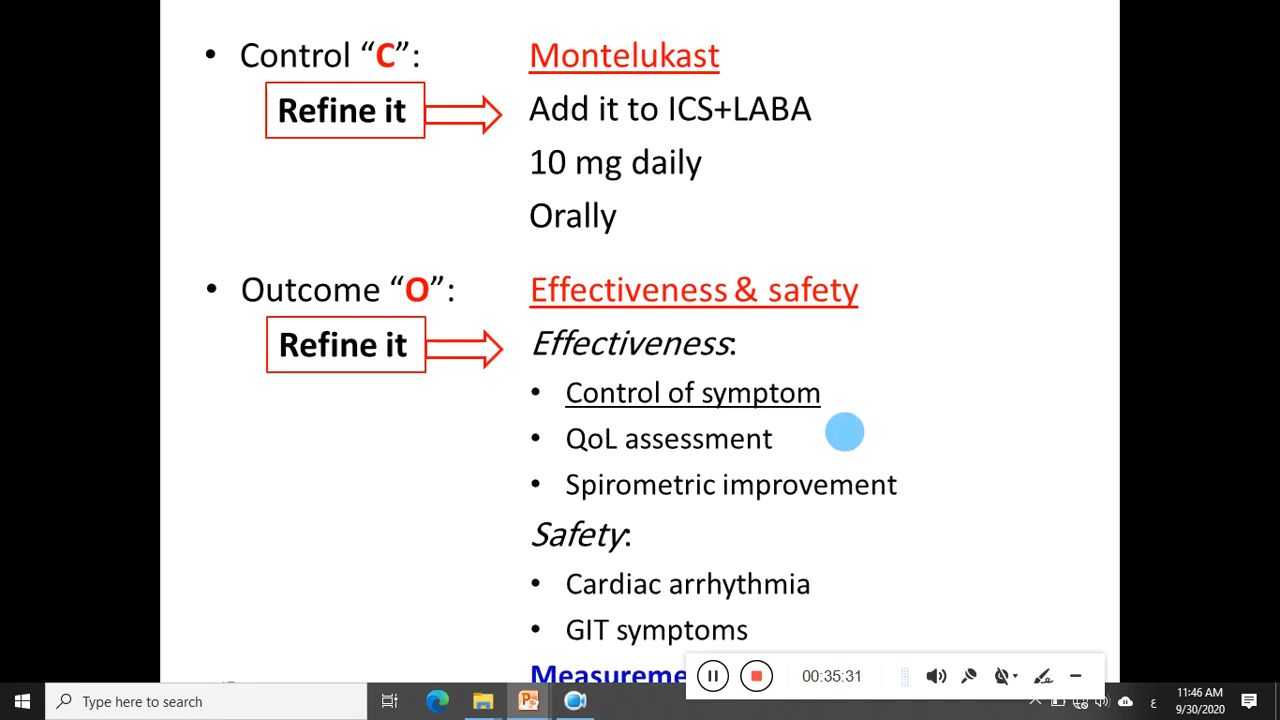 • Control “C”: Montelukast
Refine it Add it to ICS+LABA
10 mg daily
Orally
• Outcome “O”: Effectiveness & safety
Refine it Effectiveness:
• Control of symptom
• QoL assessment
• Spirometric improvement
Safety:
• Cardiac arrhythmia
• GIT symptoms
00:35:31
Type here to search
ع
11:46 AM
9/30/2020